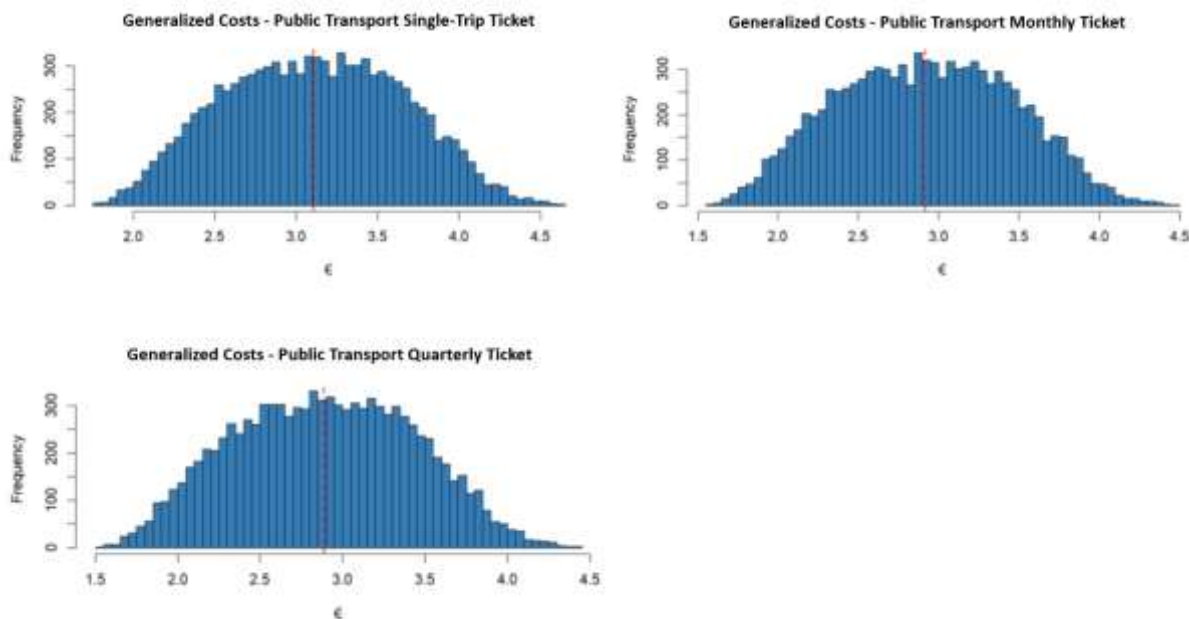 Generalized Costs - Public Transport Single-Trip Ticket
Frequency
0 100 200 300
2.0 2.5 3.0 3.5 4.0 4.5
€
Generalized Costs - Public Transport Monthly Ticket
Frequency
0 100 200 300
1.5 2.0 2.5 3.0 3.5 4.0 4.5
€
Generalized Costs - Public Transport Quarterly Ticket
Frequency
0 100 200 300
1.5 2.0 2.5 3.0 3.5 4.0 4.5
€